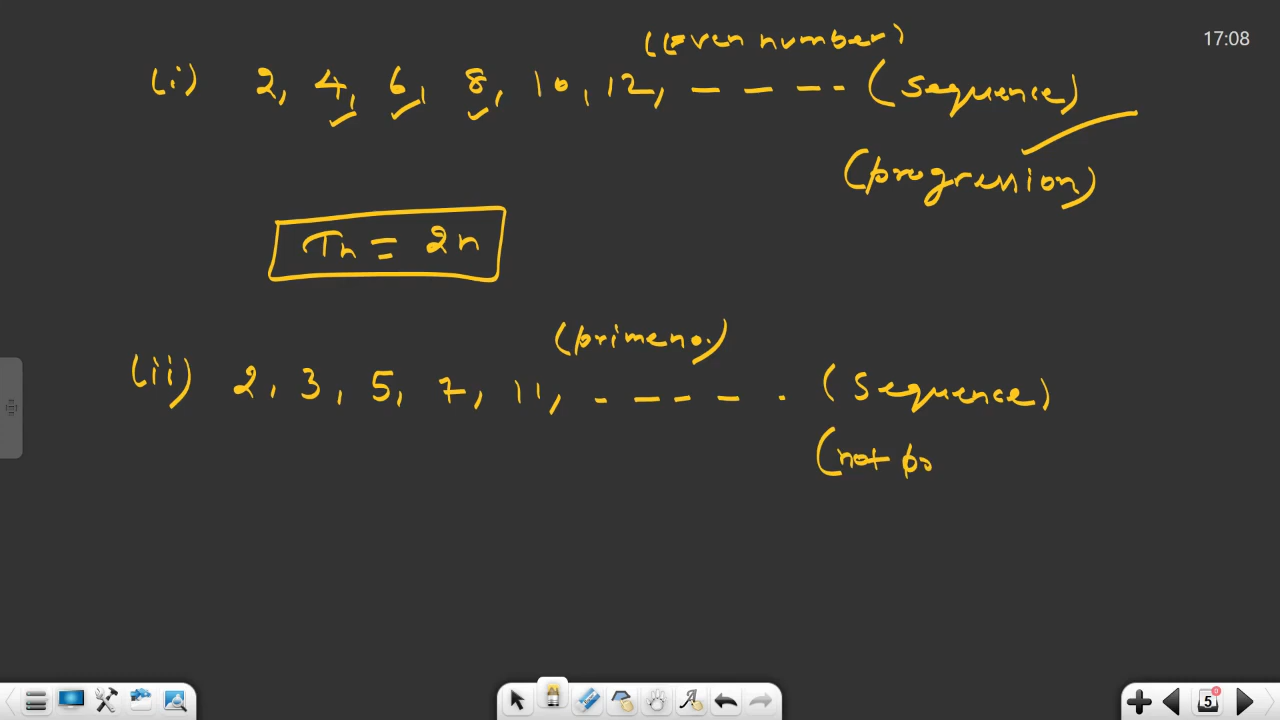 17:08
(Even number)
(i) 2, 4, 6, 8, 10, 12, - - - - (sequence)
(progression)
Tn = 2n
(prime no.)
(ii) 2, 3, 5, 7, 11, - - - - . (sequence)
(not
5